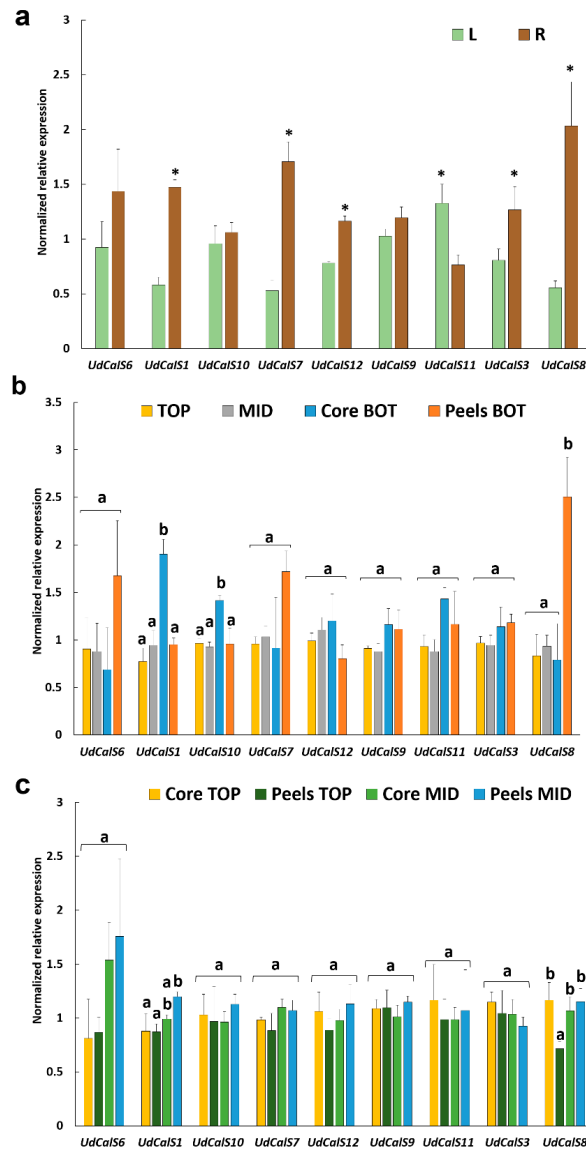 a
L R
Normalized relative expression
3
2.5
2
1.5
1
0.5
0
* * * * * *
UdCalS6 UdCalS1 UdCalS10 UdCalS7 UdCalS12 UdCalS9 UdCalS11 UdCalS3 UdCalS8
b
TOP MID Core BOT Peels BOT
Normalized relative expression
3.5
3
2.5
2
1.5
1
0.5
0
a a a b a a a b a a a a a a a b
UdCalS6 UdCalS1 UdCalS10 UdCalS7 UdCalS12 UdCalS9 UdCalS11 UdCalS3 UdCalS8
c
Core TOP Peels TOP Core MID Peels MID
Normalized relative expression
3
2.5
2
1.5
1
0.5
0
a a a a b b a a a a a a b a b b
UdCalS6 UdCalS1 UdCalS10 UdCalS7 UdCalS12 UdCalS9 UdCalS11 UdCalS3 UdCalS8